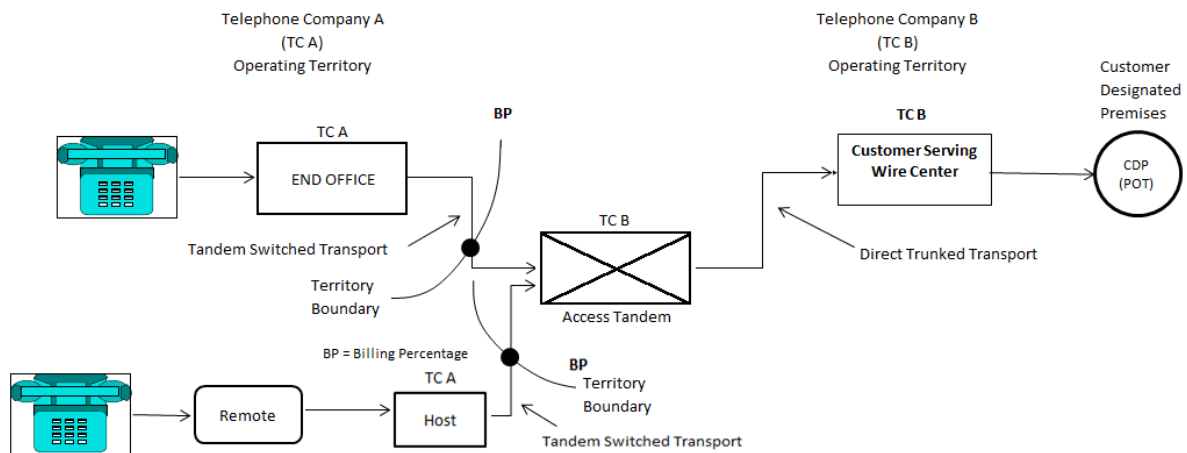 Telephone Company A
(TC A)
Operating Territory
Telephone Company B
(TC B)
Operating Territory
Customer
Designated
Premises
BP
TC A
END OFFICE
TC B
Customer Serving
Wire Center
CDP
(POT)
Tandem Switched Transport
TC B
Direct Trunked Transport
Territory
Boundary
Access Tandem
BP = Billing Percentage
BP
Territory
Boundary
TC A
Remote
Host
Tandem Switched Transport